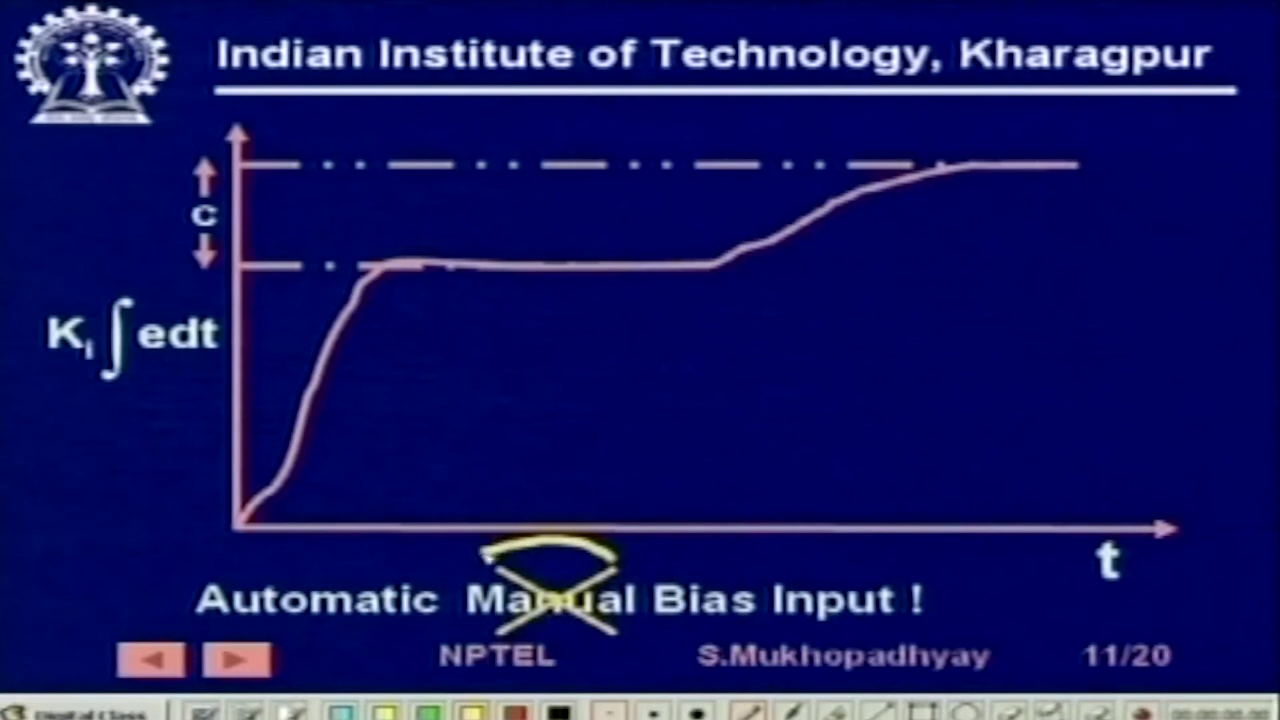 Indian Institute of Technology, Kharagpur
C
Ki ∫ edt
t
Automatic Manual Bias Input !
NPTEL S.Mukhopadhyay 11/20